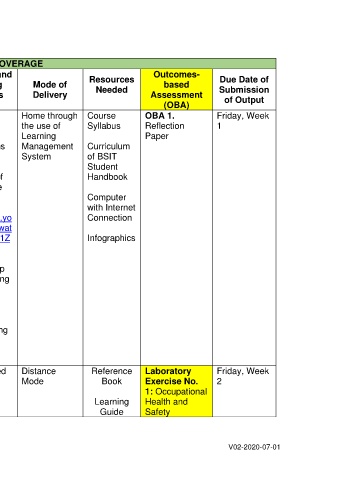 OVERAGE
and
g
s
Mode of
Delivery
Resources
Needed
Outcomes-
based
Assessment
(OBA)
Due Date of
Submission
of Output
s
f
e
.yo
wat
1Z
p
ng
ng
Home through
the use of
Learning
Management
System
Course
Syllabus
Curriculum
of BSIT
Student
Handbook
Computer
with Internet
Connection
Infographics
OBA 1.
Reflection
Paper
Friday, Week
1
ed
Distance
Mode
Reference
Book
Learning
Guide
Laboratory
Exercise No.
1: Occupational
Health and
Safety
Friday, Week
2
V02-2020-07-01